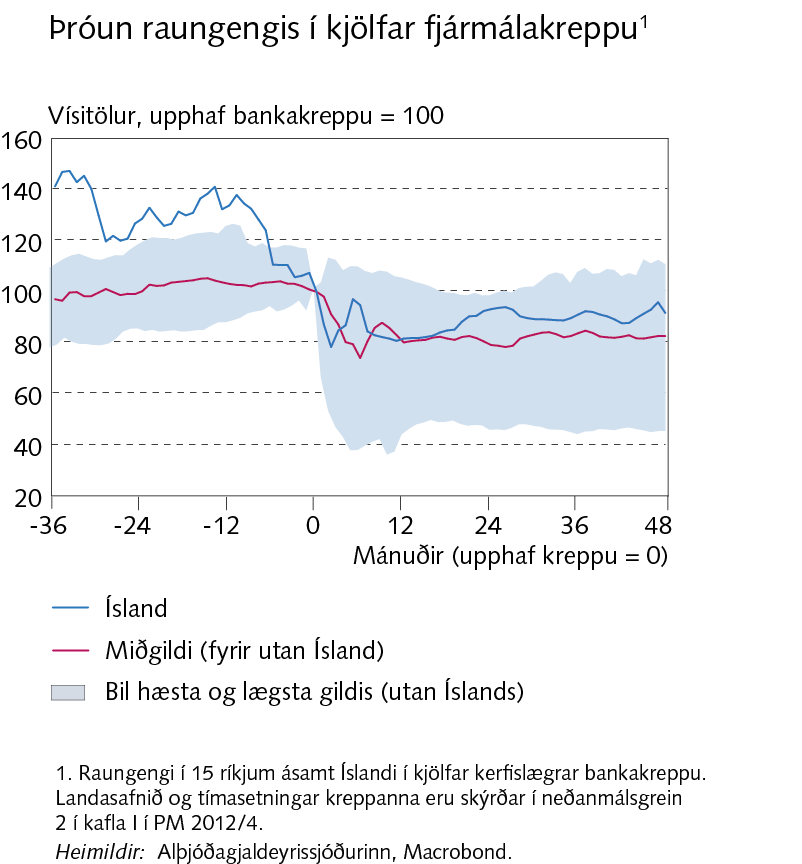 Þróun raungengis í kjölfar fjármálakreppu¹
Vísitölur, upphaf bankakreppu = 100
160
140
120
100
80
60
40
20
-36 -24 -12 0 12 24 36 48
Mánuðir (upphaf kreppu = 0)
Ísland
Miðgildi (fyrir utan Ísland)
Bil hæsta og lægsta gildis (utan Íslands)
1. Raungengi í 15 ríkjum ásamt Íslandi í kjölfar kerfislægrar bankakreppu.
Landasafnið og tímasetningar kreppanna eru skýrðar í neðanmálsgrein
2 í kafla I í PM 2012/4.
Heimildir: Alþjóðagjaldeyrissjóðurinn, Macrobond.